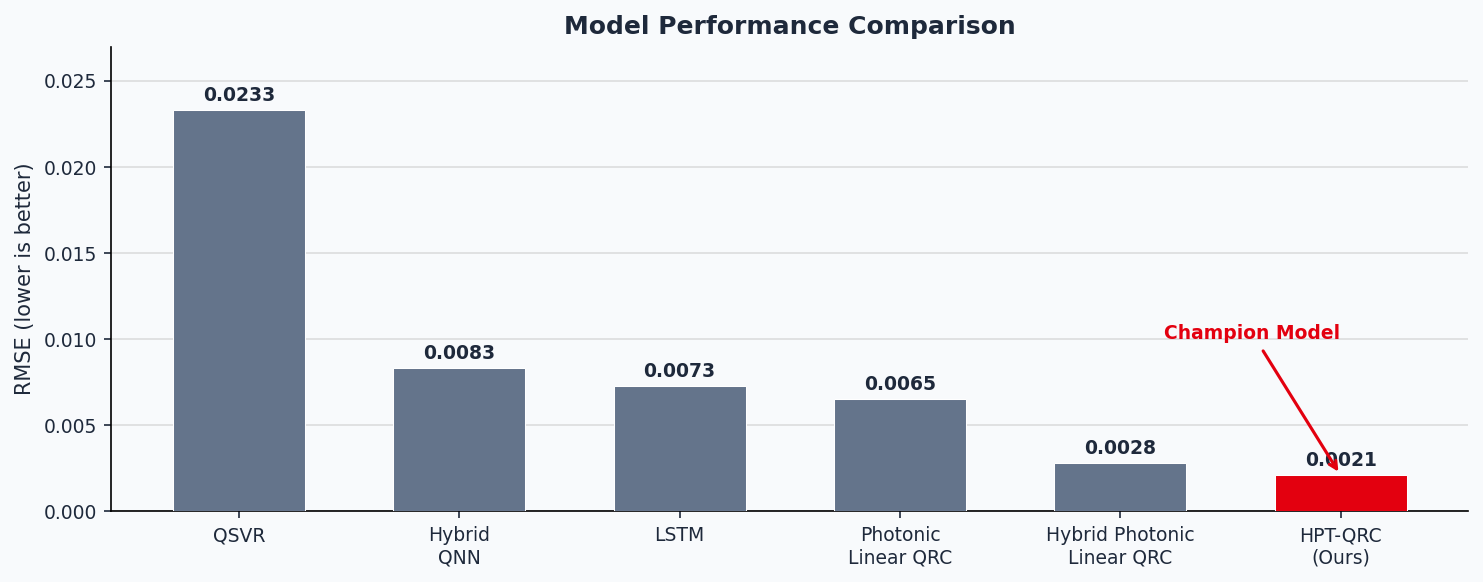 Model Performance Comparison
RMSE (lower is better)
0.025
0.020
0.015
0.010
0.005
0.000
0.0233
0.0083
0.0073
0.0065
0.0028
0.0021
Champion Model
QSVR
Hybrid
QNN
LSTM
Photonic
Linear QRC
Hybrid Photonic
Linear QRC
HPT-QRC
(Ours)